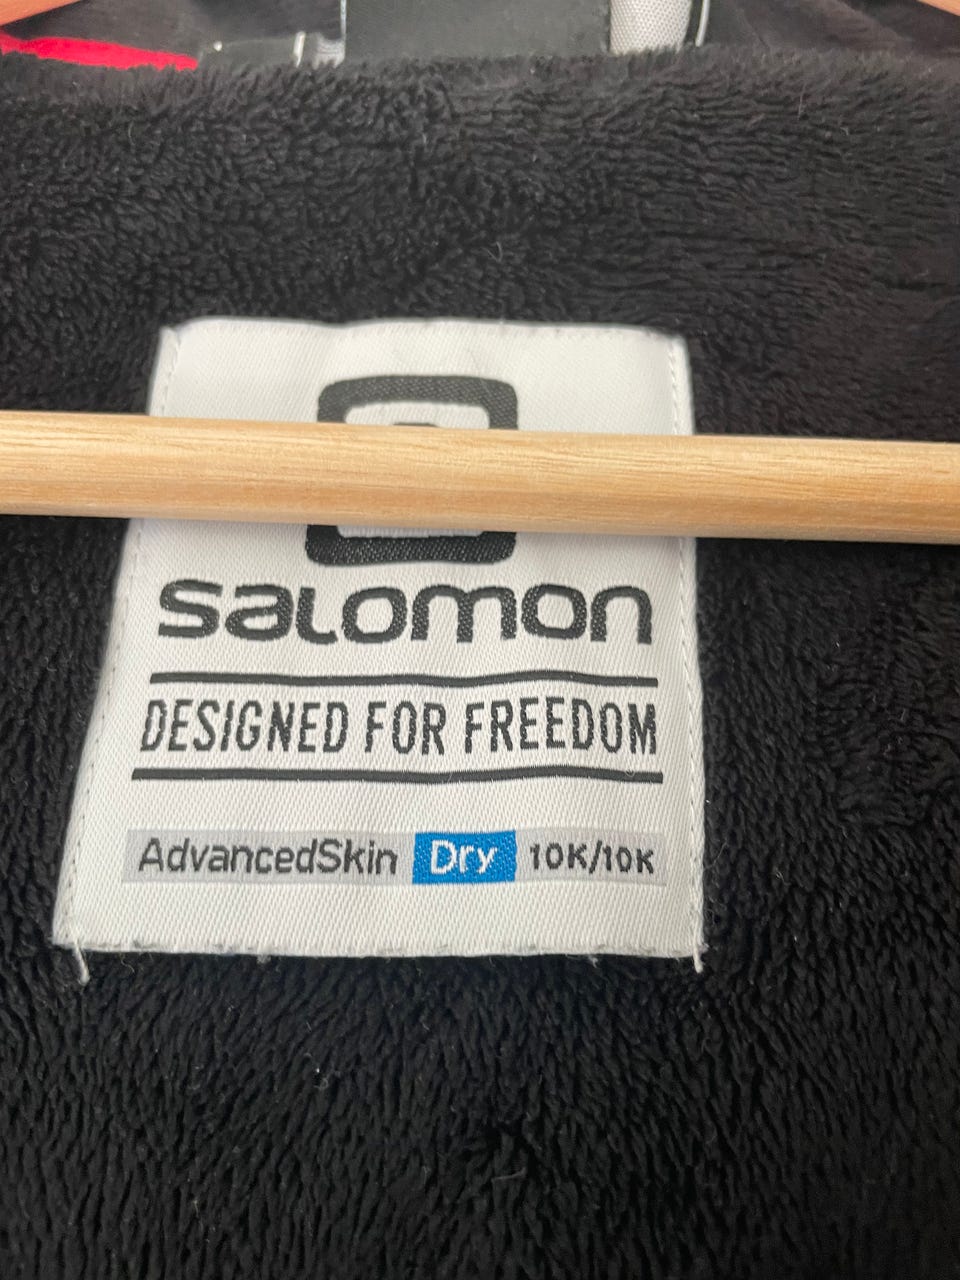 salomon
DESIGNED FOR FREEDOM
AdvancedSkin Dry 10K/10K